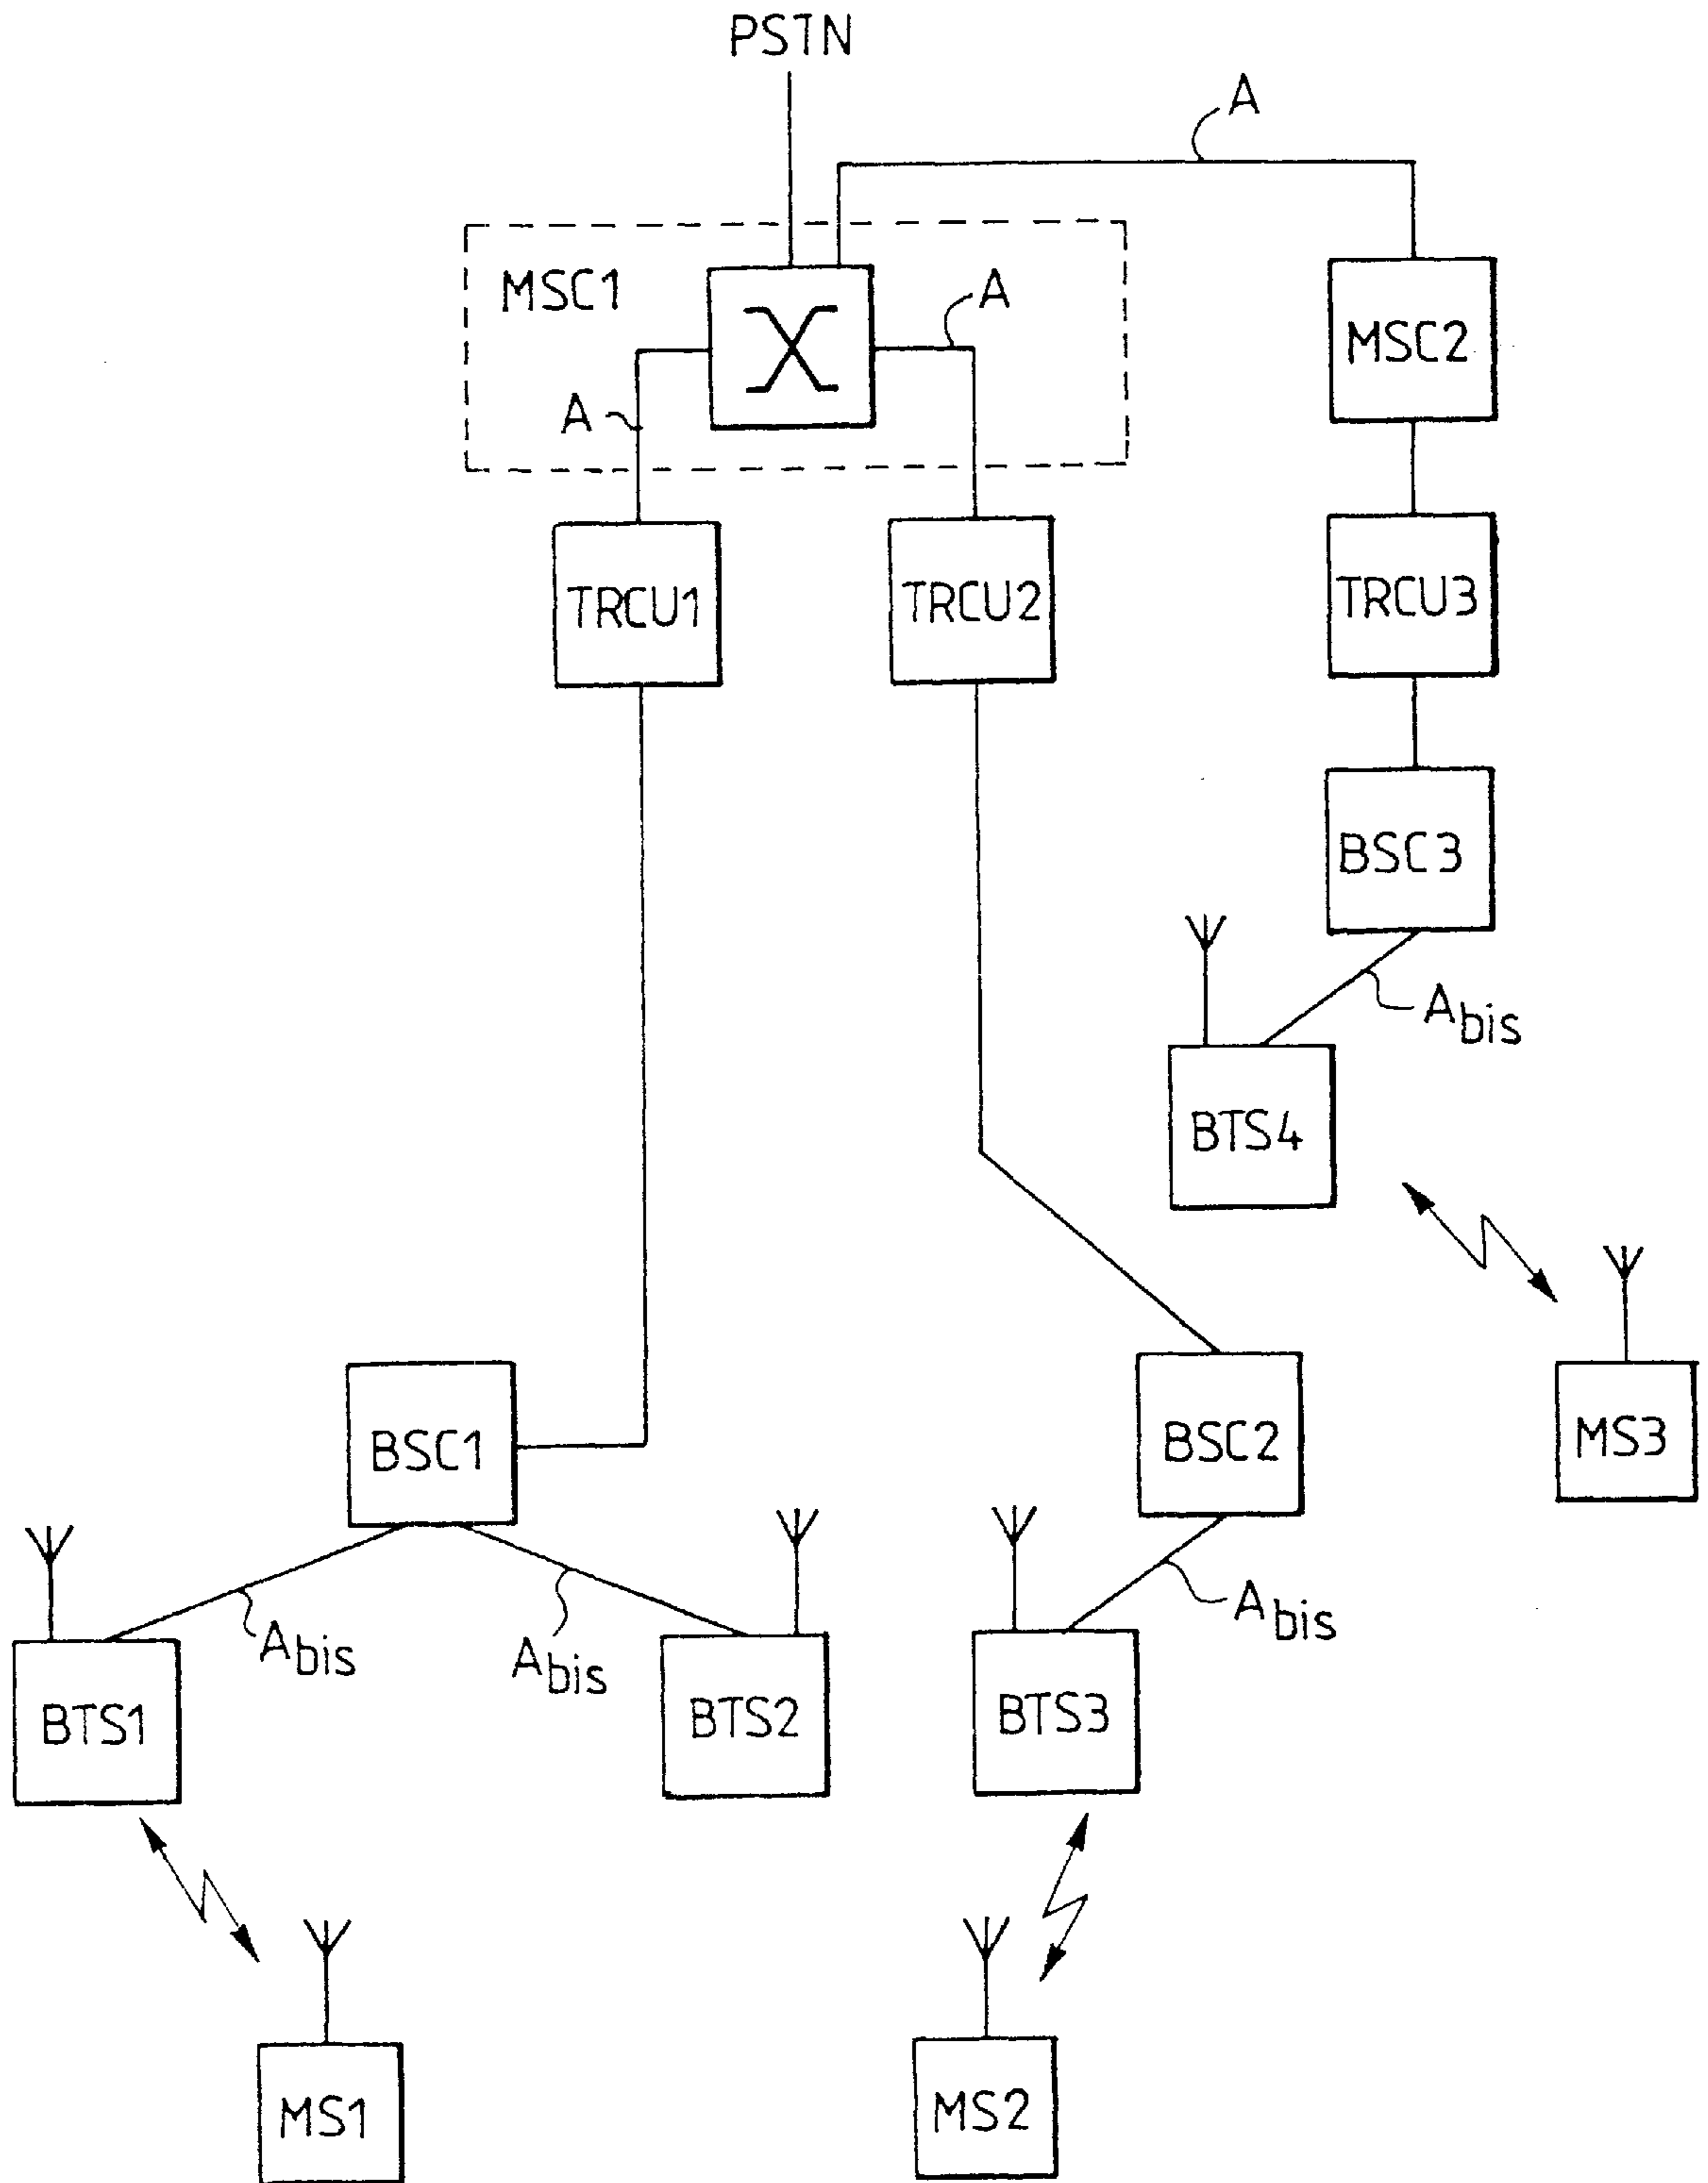 PSTN
A
MSC1
A
MSC2
A
TRCU1
TRCU2
TRCU3
BSC3
Abis
BTS4
BSC1
BSC2
MS3
Abis
Abis
Abis
BTS1
BTS2
BTS3
MS1
MS2